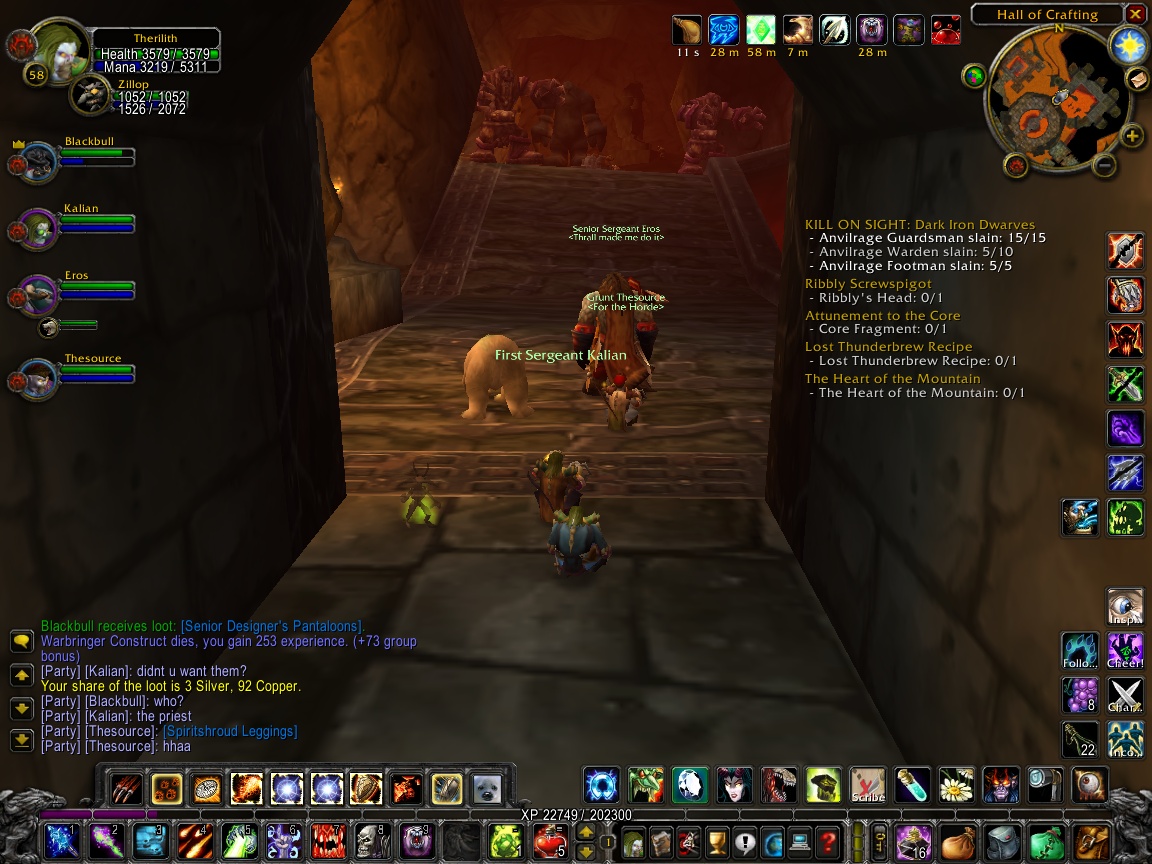 Therilith
Health 3579 / 3579
Mana 3219 / 5311
58
Zillop
1052 / 1052
1526 / 2072
Blackbull
Kalian
Eros
Thesource
11 s
28 m
58 m
7 m
28 m
Hall of Crafting
N
KILL ON SIGHT: Dark Iron Dwarves
- Anvilrage Guardsman slain: 15/15
- Anvilrage Warden slain: 5/10
- Anvilrage Footman slain: 5/5
Ribbly Screwspigot
- Ribbly's Head: 0/1
Attunement to the Core
- Core Fragment: 0/1
Lost Thunderbrew Recipe
- Lost Thunderbrew Recipe: 0/1
The Heart of the Mountain
- The Heart of the Mountain: 0/1
Senior Sergeant Eros
<Thrall made me do it>
Grunt Thesource
<For the Horde>
First Sergeant Kalian
Blackbull receives loot: [Senior Designer's Pantaloons].
Warbringer Construct dies, you gain 253 experience. (+73 group
bonus)
[Party] [Kalian]: didnt u want them?
Your share of the loot is 3 Silver, 92 Copper.
[Party] [Blackbull]: who?
[Party] [Kalian]: the priest
[Party] [Thesource]: [Spiritshroud Leggings]
[Party] [Thesource]: hhaa
Follo...
Cheer!
8
Char...
22
Scribe
XP 22749 / 202300
1
2
3
4
5
6
7
8
9
5
1
16